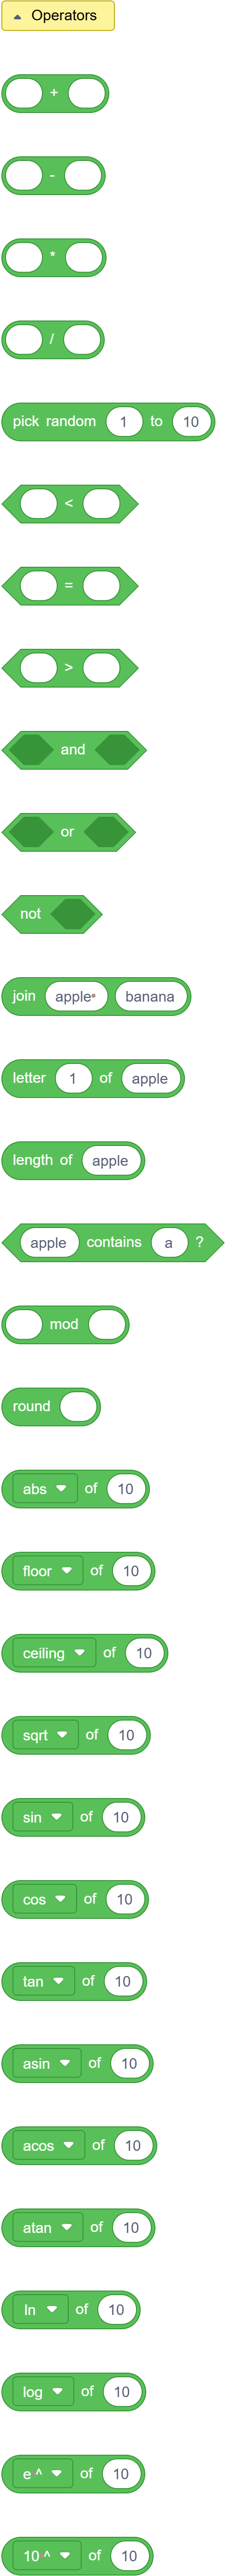 Operators
+
-
*
/
pick random 1 to 10
<
=
>
and
or
not
join apple banana
letter 1 of apple
length of apple
apple contains a ?
mod
round
abs of 10
floor of 10
ceiling of 10
sqrt of 10
sin of 10
cos of 10
tan of 10
asin of 10
acos of 10
atan of 10
ln of 10
log of 10
e ^ of 10
10 ^ of 10